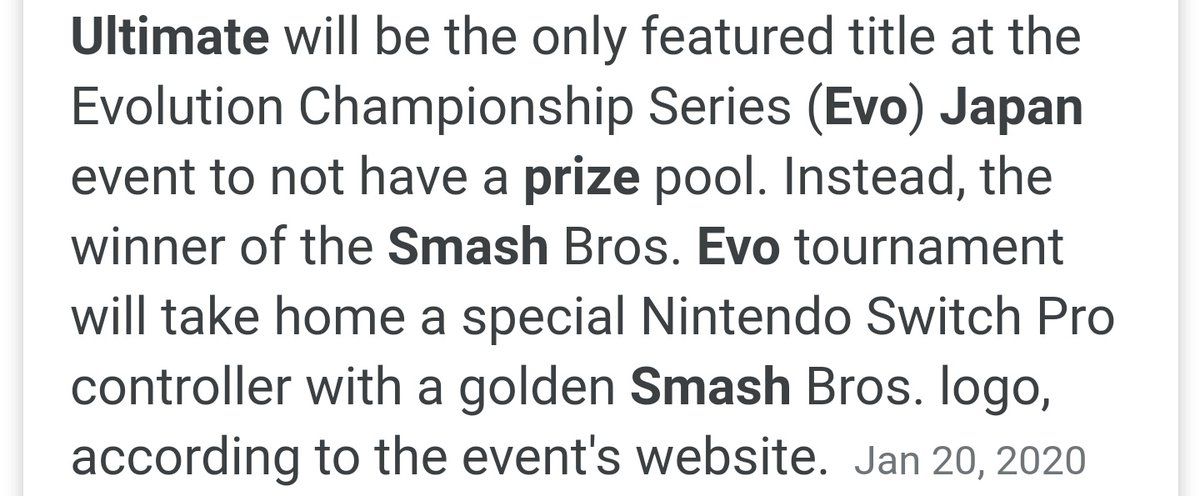 Ultimate will be the only featured title at the
Evolution Championship Series (Evo) Japan
event to not have a prize pool. Instead, the
winner of the Smash Bros. Evo tournament
will take home a special Nintendo Switch Pro
controller with a golden Smash Bros. logo,
according to the event's website. Jan 20, 2020